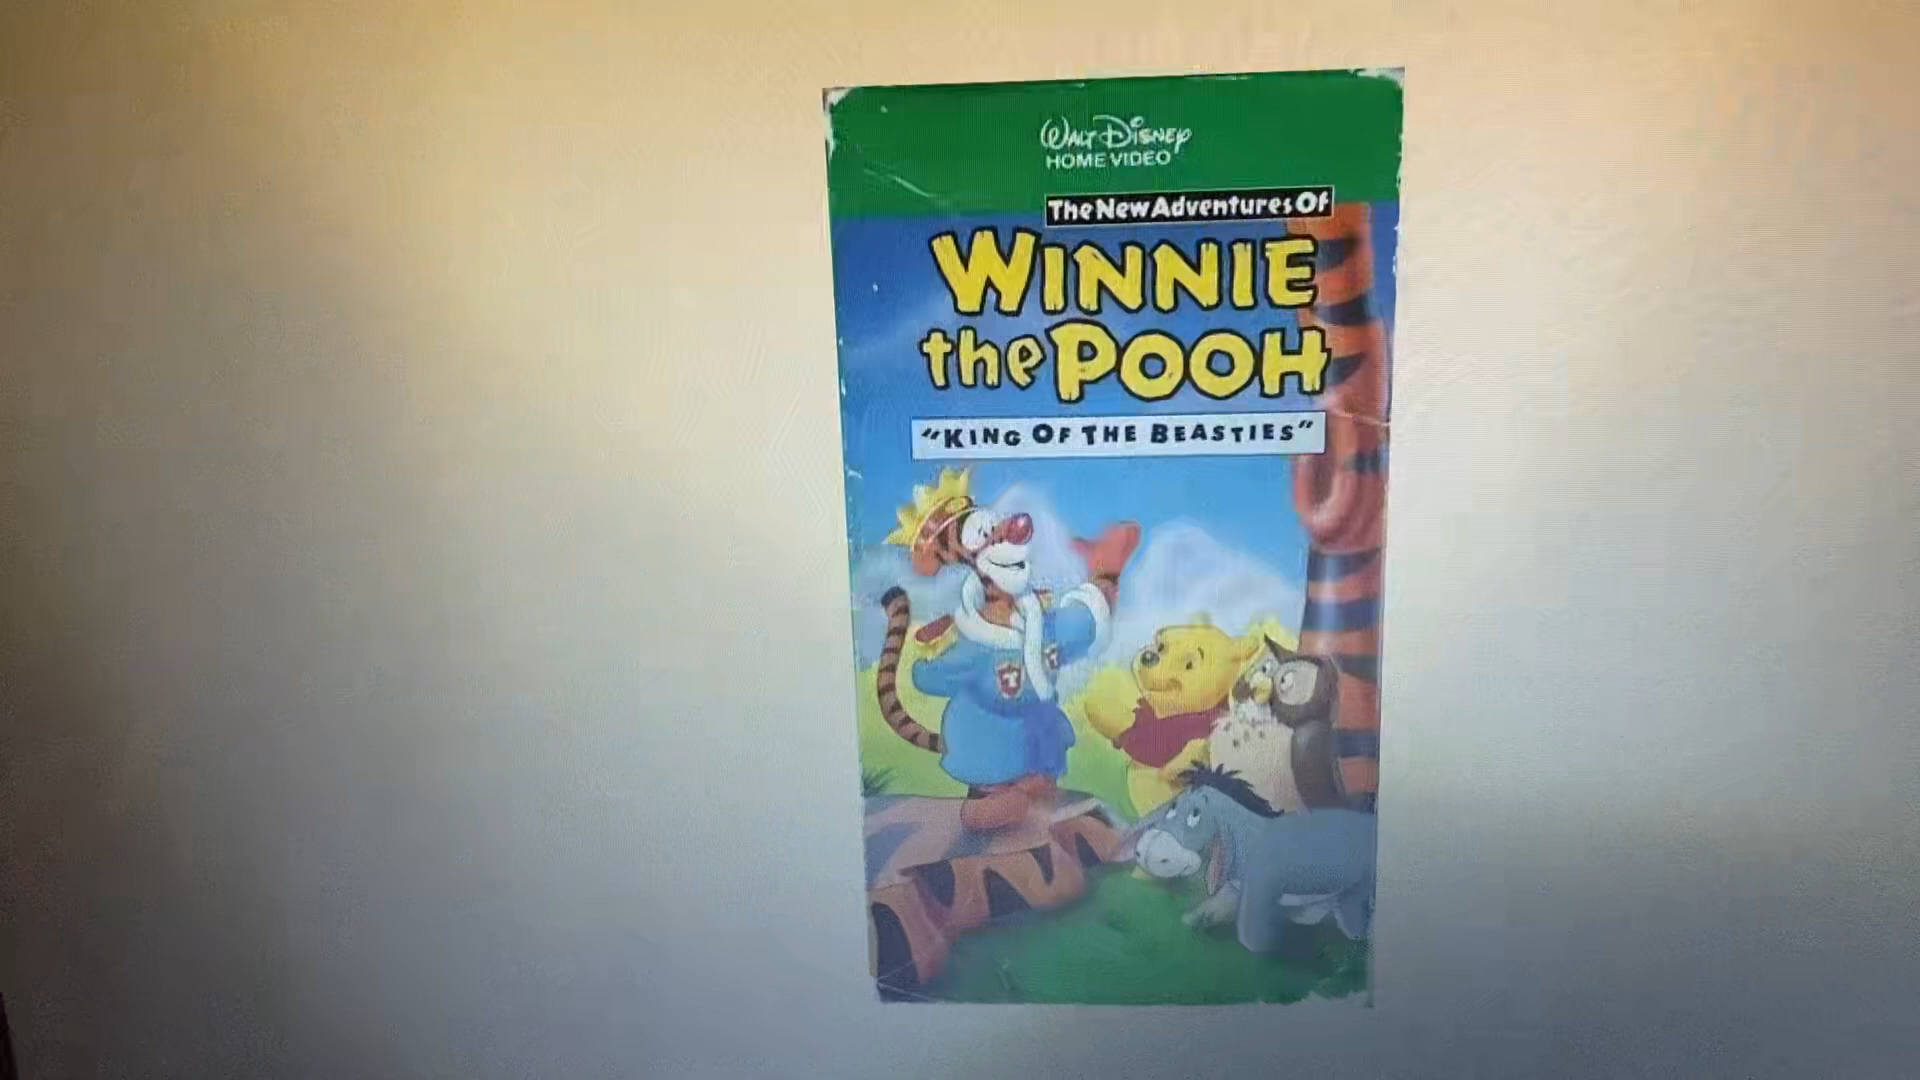 WALT DISNEY
HOME VIDEO
The New Adventures Of
WINNIE
the POOH
"KING OF THE BEASTIES"
T